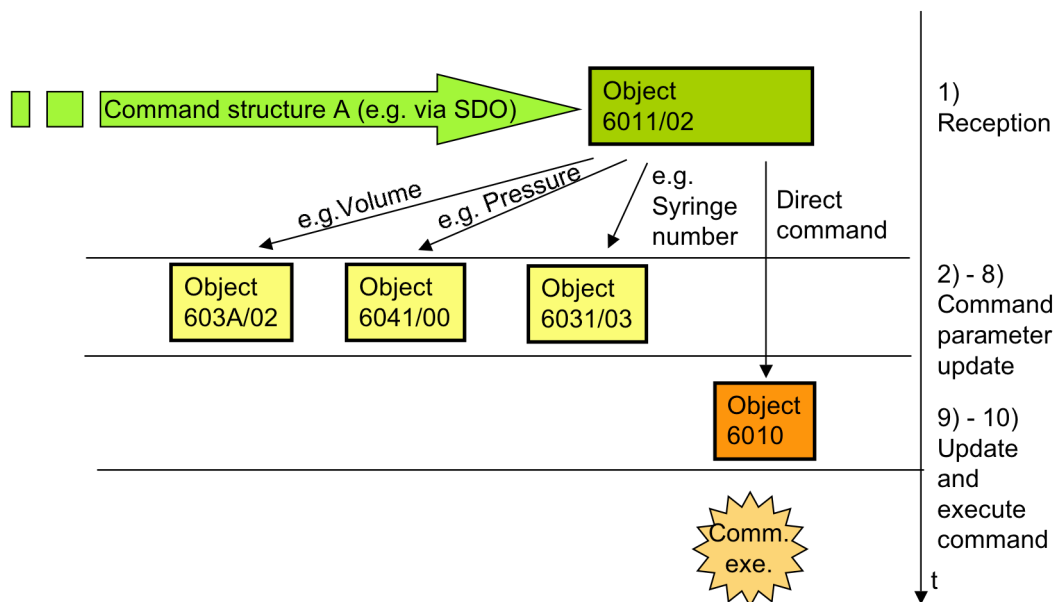 Command structure A (e.g. via SDO)
Object
6011/02
1)
Reception
e.g.Volume
e.g. Pressure
e.g.
Syringe
number
Direct
command
Object
603A/02
Object
6041/00
Object
6031/03
2) - 8)
Command
parameter
update
Object
6010
9) - 10)
Update
and
execute
command
Comm.
exe.
t